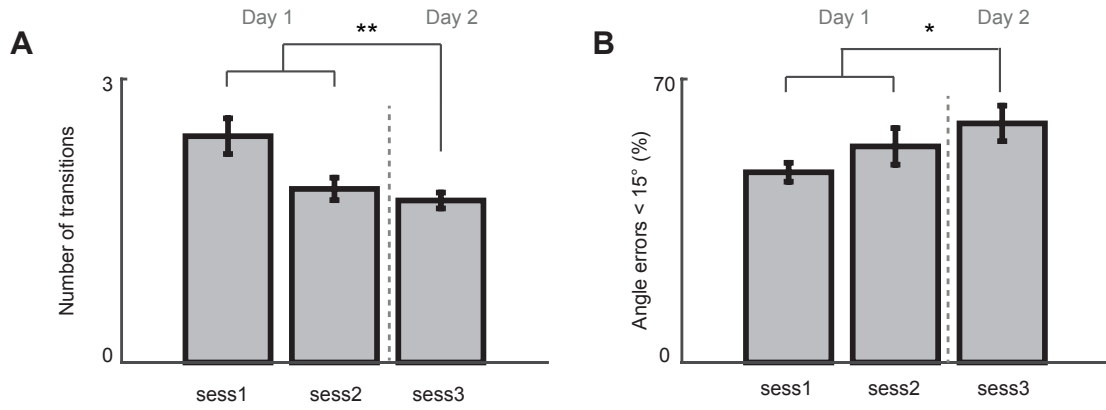 A
Day 1
Day 2
**
3
Number of transitions
0
sess1
sess2
sess3
B
Day 1
Day 2
*
70
Angle errors < 15° (%)
0
sess1
sess2
sess3